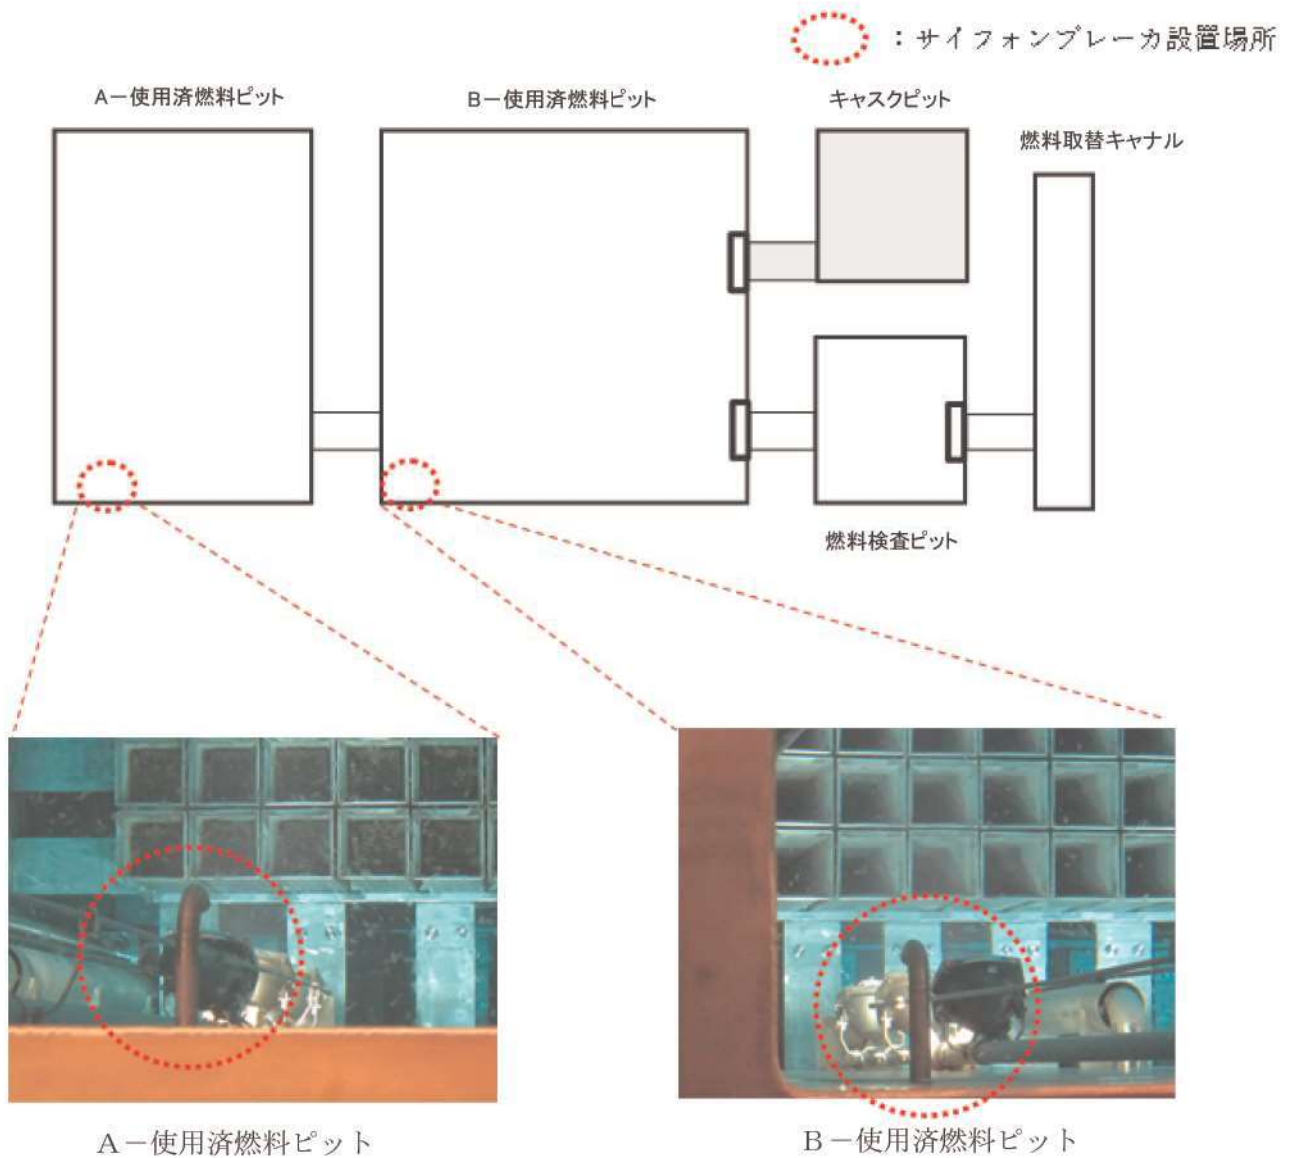 ：サイフォンブレーカ設置場所
A－使用済燃料ピット
B－使用済燃料ピット
キャスクピット
燃料取替キャナル
燃料検査ピット
A－使用済燃料ピット
B－使用済燃料ピット